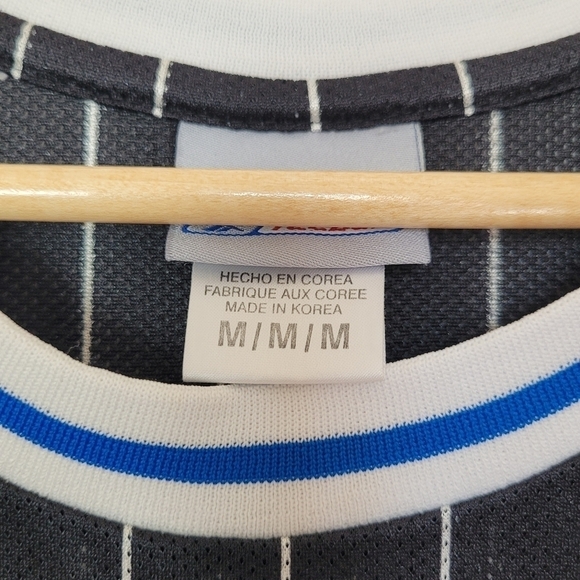 HECHO EN COREA
FABRIQUE AUX COREE
MADE IN KOREA
M/M/M